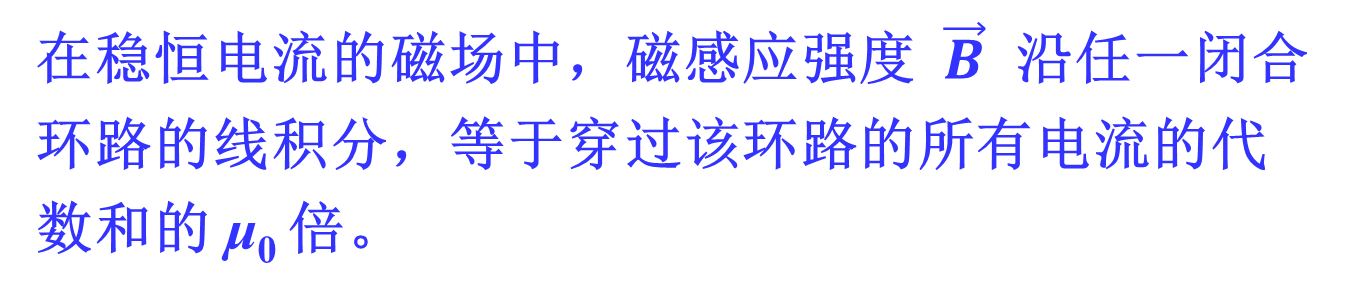 在稳恒电流的磁场中，磁感应强度 $\vec{B}$ 沿任一闭合
环路的线积分，等于穿过该环路的所有电流的代
数和的 $\mu_0$ 倍。